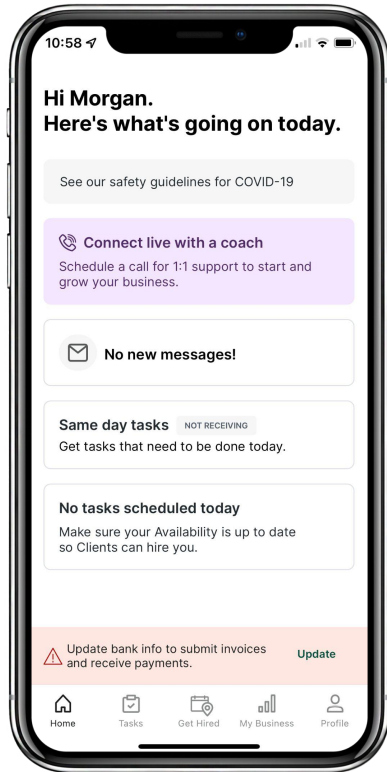 10:58
Hi Morgan.
Here's what's going on today.
See our safety guidelines for COVID-19
Connect live with a coach
Schedule a call for 1:1 support to start and
grow your business.
No new messages!
Same day tasks NOT RECEIVING
Get tasks that need to be done today.
No tasks scheduled today
Make sure your Availability is up to date
so Clients can hire you.
Update bank info to submit invoices
and receive payments.
Update
Home Tasks Get Hired My Business Profile